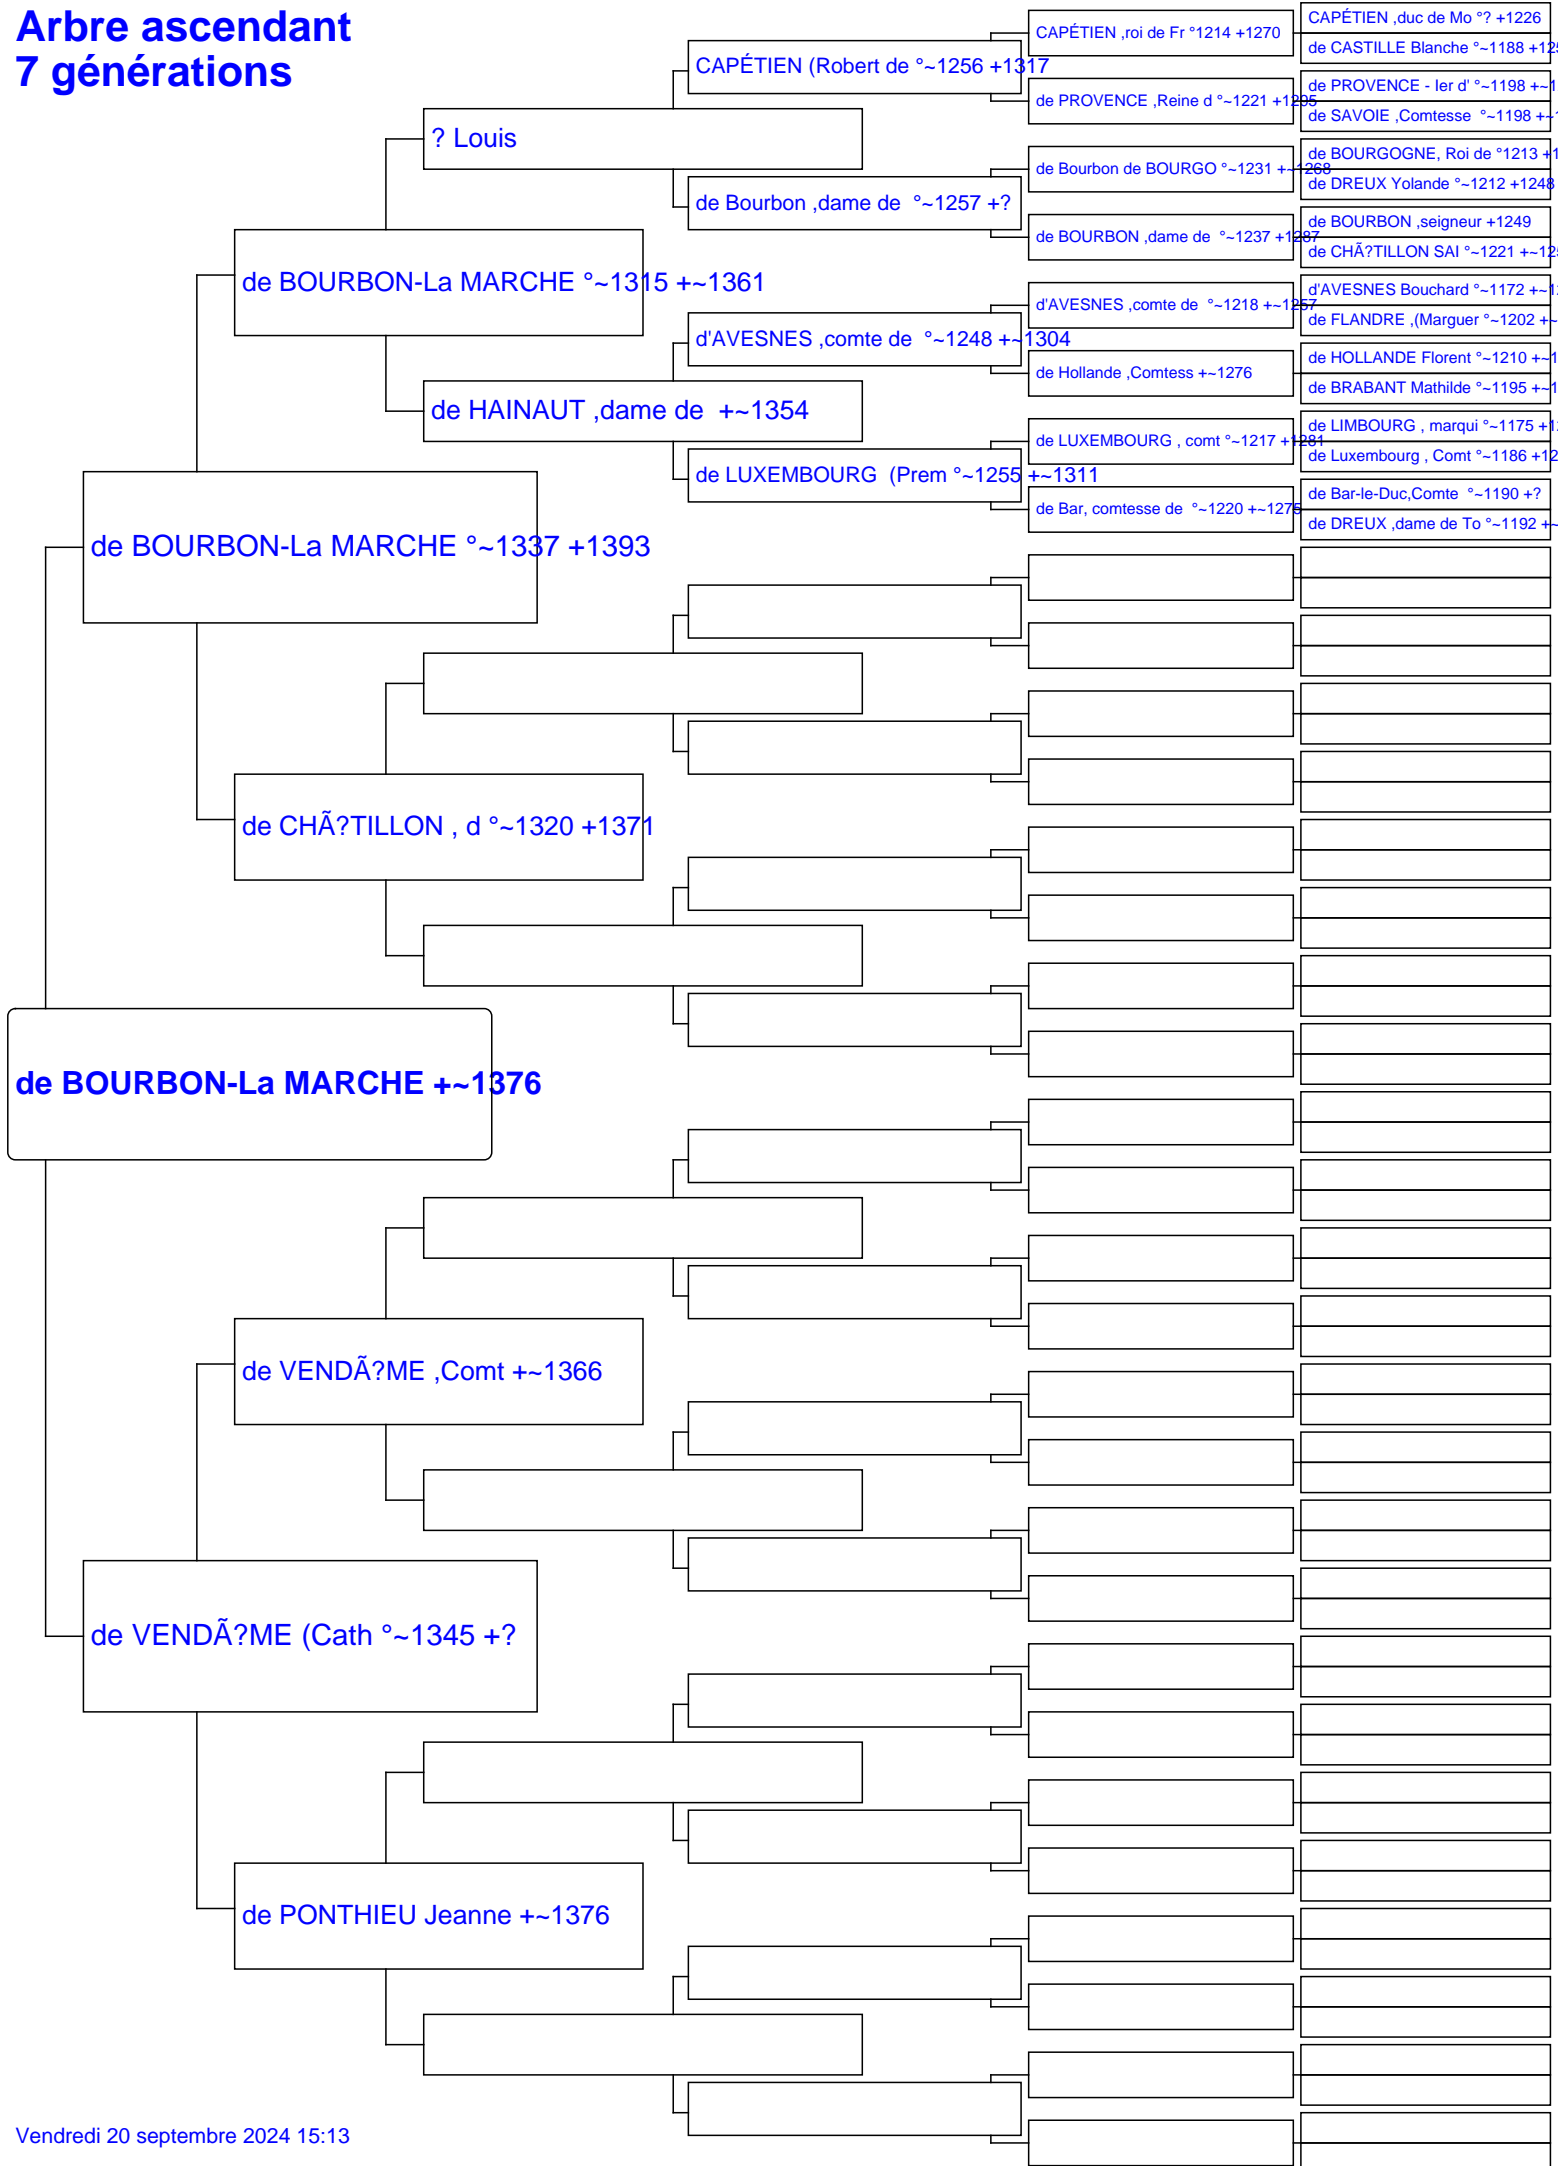 Arbre ascendant
7 générations
CAPÉTIEN ,roi de Fr °1214 +1270
CAPÉTIEN ,duc de Mo °? +1226
de CASTILLE Blanche °~1188 +125
CAPÉTIEN (Robert de °~1256 +1317
de PROVENCE ,Reine d °~1221 +1295
de PROVENCE - Ier d' °~1198 +~1
de SAVOIE ,Comtesse °~1198 +~1
? Louis
de Bourbon de BOURGO °~1231 +~1268
de BOURGOGNE, Roi de °1213 +1
de DREUX Yolande °~1212 +1248
de Bourbon ,dame de °~1257 +?
de BOURBON ,dame de °~1237 +1287
de BOURBON ,seigneur +1249
de CHÃ?TILLON SAI °~1221 +~125
de BOURBON-La MARCHE °~1315 +~1361
d'AVESNES ,comte de °~1218 +~1257
d'AVESNES Bouchard °~1172 +~12
de FLANDRE ,(Marguer °~1202 +~
d'AVESNES ,comte de °~1248 +~1304
de Hollande ,Comtess +~1276
de HOLLANDE Florent °~1210 +~1
de BRABANT Mathilde °~1195 +~1
de HAINAUT ,dame de +~1354
de LUXEMBOURG , comt °~1217 +1281
de LIMBOURG , marqui °~1175 +12
de Luxembourg , Comt °~1186 +12
de LUXEMBOURG (Prem °~1255 +~1311
de Bar, comtesse de °~1220 +~1275
de Bar-le-Duc,Comte °~1190 +?
de DREUX ,dame de To °~1192 +~
de BOURBON-La MARCHE °~1337 +1393
de CHÃ?TILLON , d °~1320 +1371
de BOURBON-La MARCHE +~1376
de VENDÃ?ME ,Comt +~1366
de VENDÃ?ME (Cath °~1345 +?
de PONTHIEU Jeanne +~1376
Vendredi 20 septembre 2024 15:13